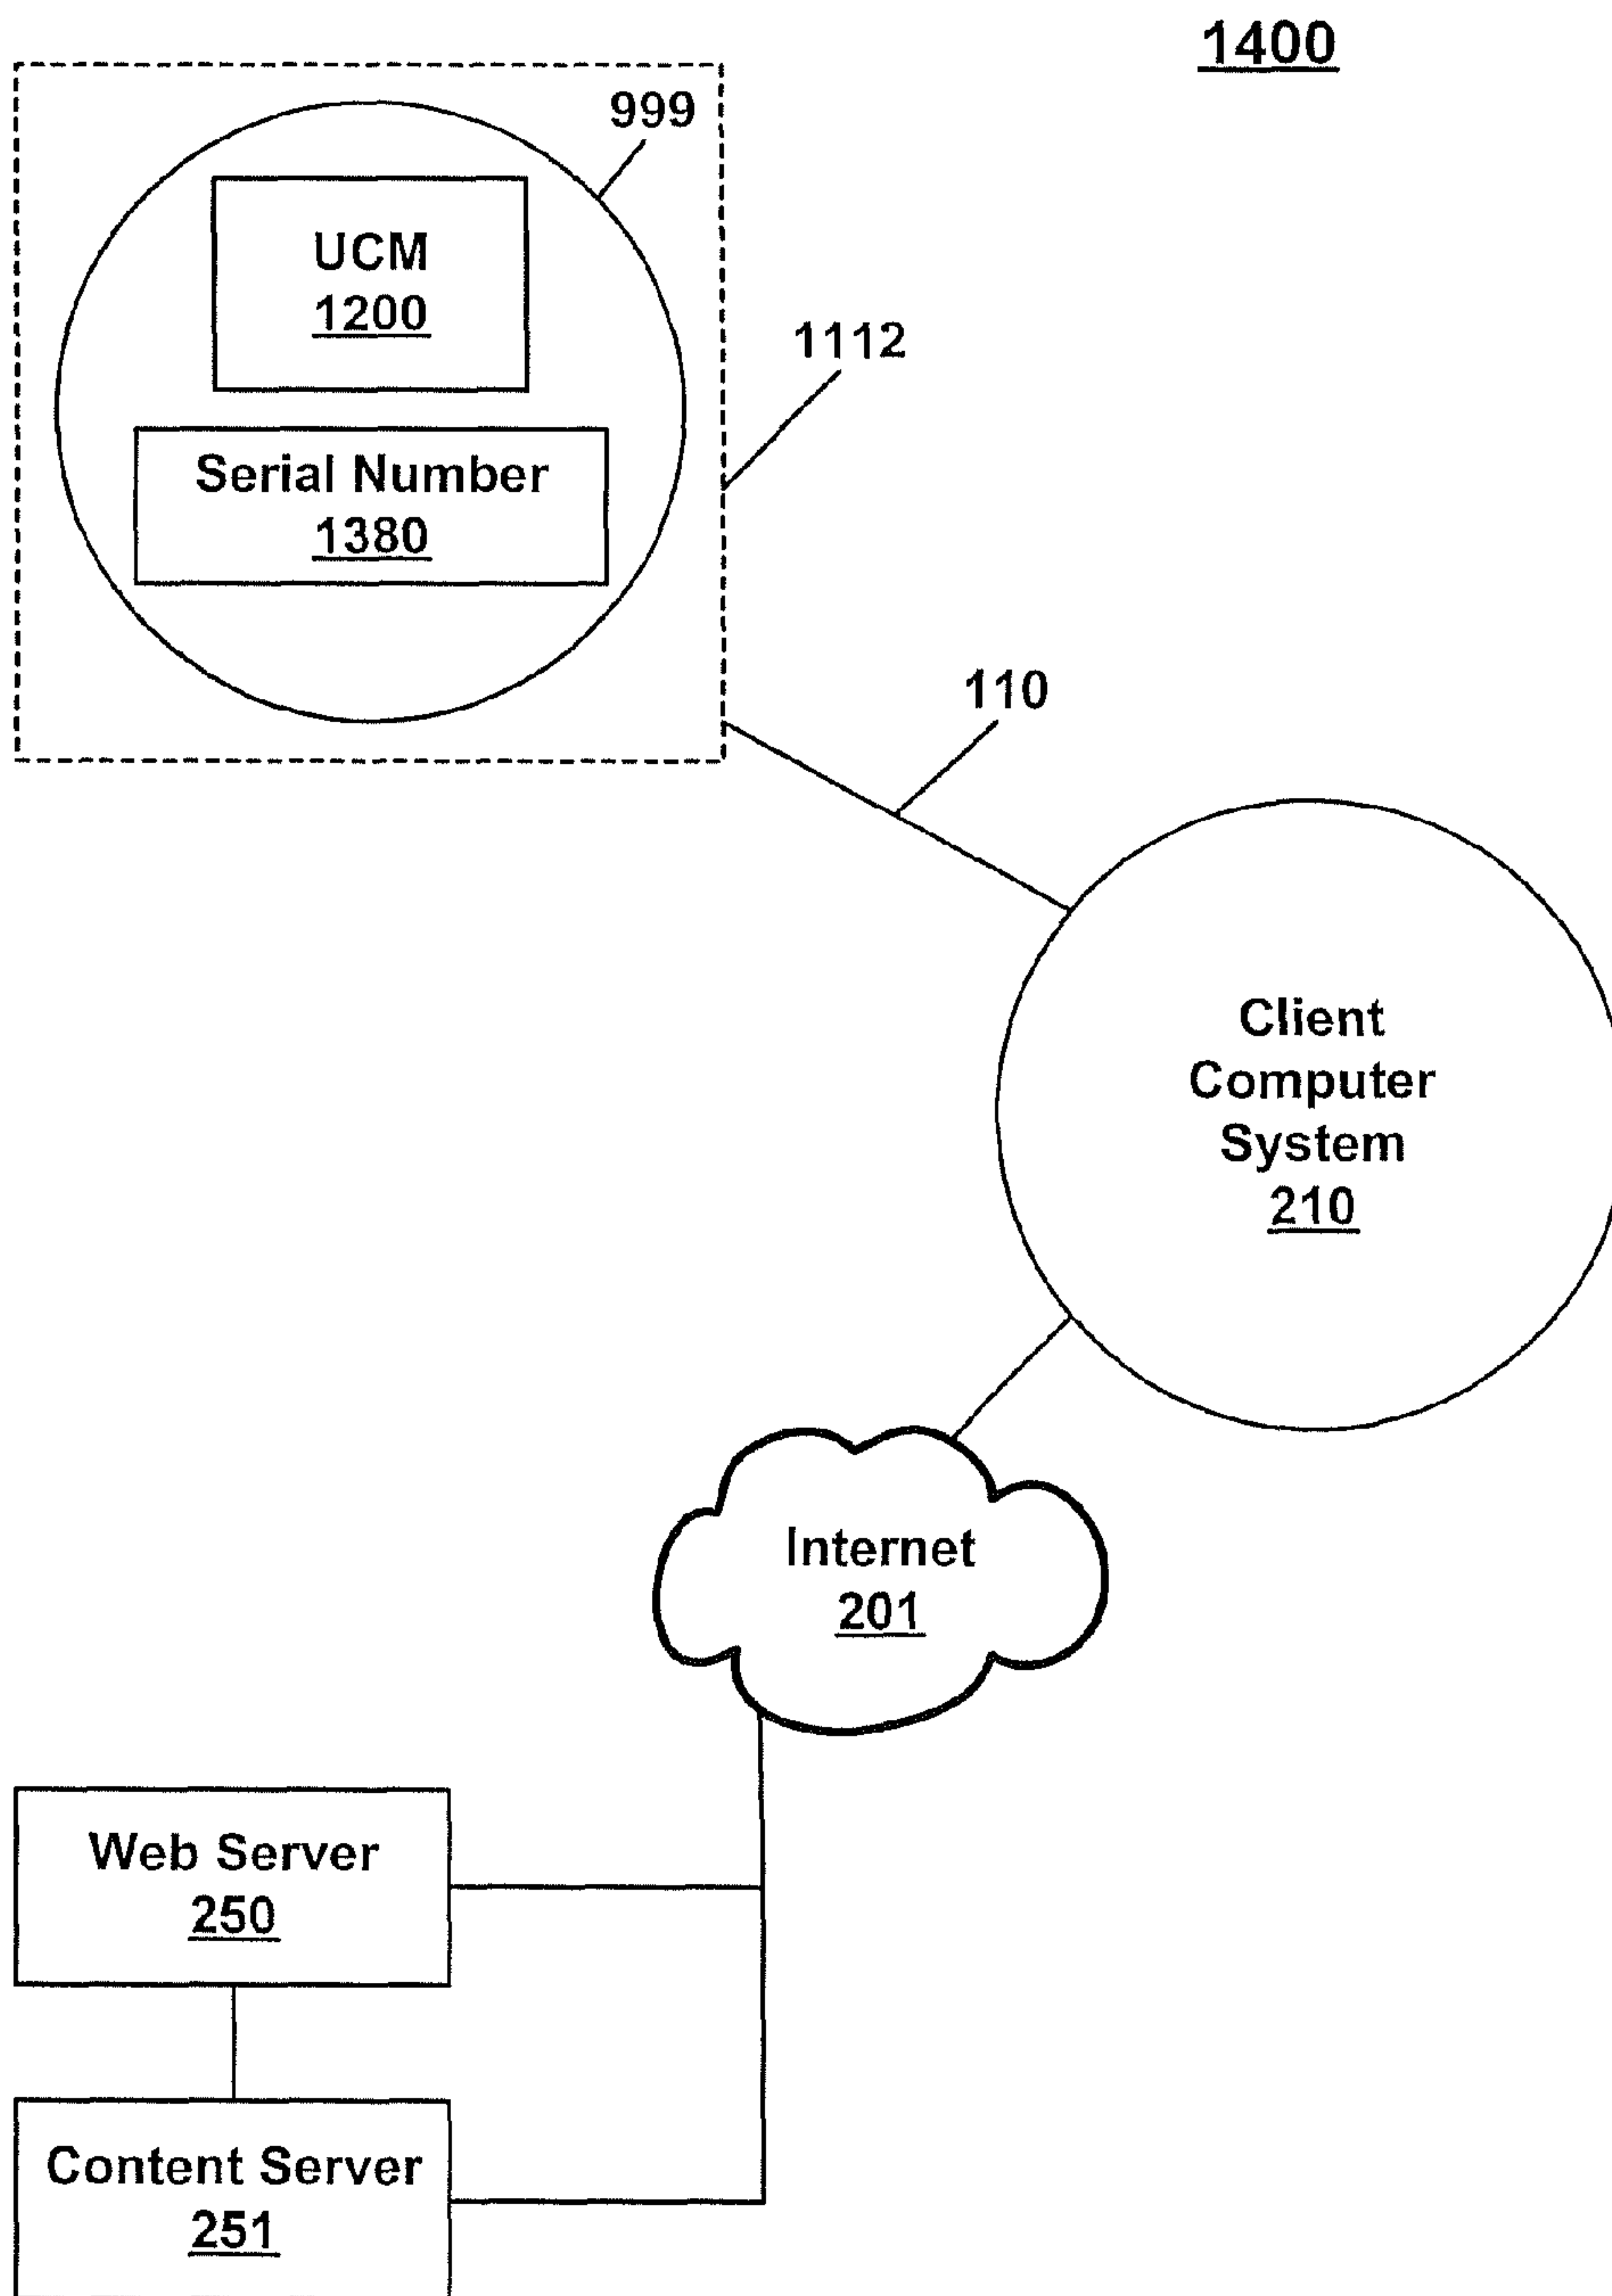 1400
999
UCM
1200
1112
Serial Number
1380
110
Client
Computer
System
210
Internet
201
Web Server
250
Content Server
251